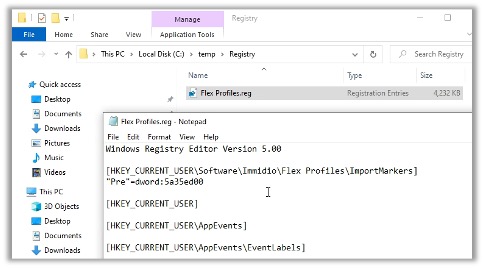 Manage
Registry
File
Home
Share
View
Application Tools
This PC
Local Disk (C:)
temp
Registry
Search Registry
Name
Type
Size
Quick access
Desktop
Downloads
Documents
Pictures
Music
Videos
This PC
3D Objects
Desktop
Documents
Downloads
Flex Profiles.reg
Registration Entries
4,232 KB
Flex Profiles.reg - Notepad
File Edit Format View Help
Windows Registry Editor Version 5.00
[HKEY_CURRENT_USER\Software\Immidio\Flex Profiles\ImportMarkers]
"Pre"=dword:5a35ed00
[HKEY_CURRENT_USER]
[HKEY_CURRENT_USER\AppEvents]
[HKEY_CURRENT_USER\AppEvents\EventLabels]